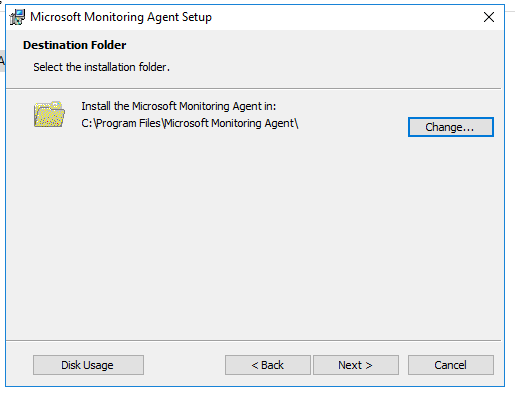 Microsoft Monitoring Agent Setup
Destination Folder
Select the installation folder.
Install the Microsoft Monitoring Agent in:
C:\Program Files\Microsoft Monitoring Agent\
Change...
Disk Usage
< Back
Next >
Cancel